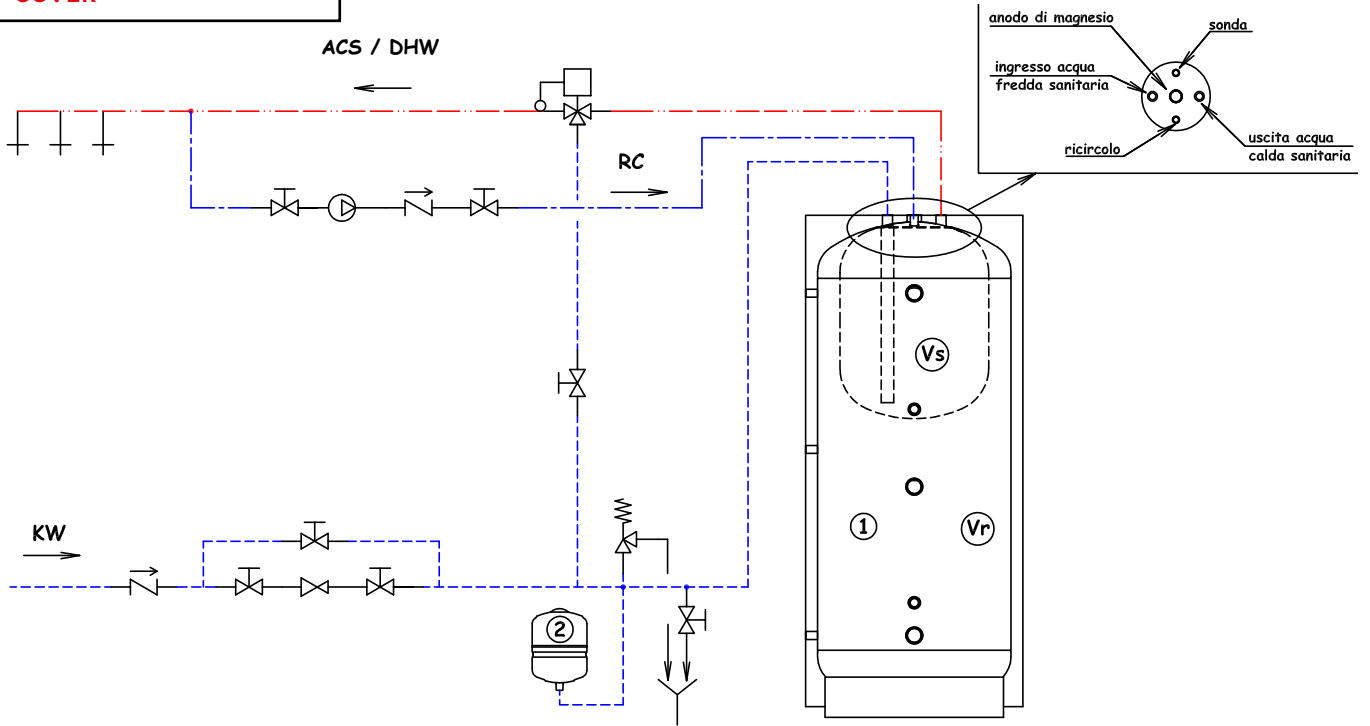 ACS / DHW
anodo di magnesio
sonda
ingresso acqua
fredda sanitaria
ricircolo
uscita acqua
calda sanitaria
RC
Vs
KW
1
Vr
2